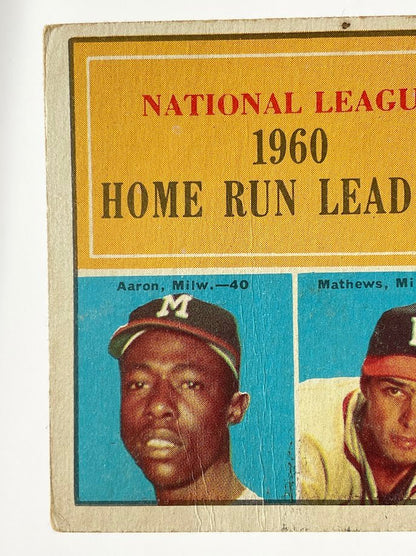 NATIONAL LEAGU
1960
HOME RUN LEAD
Aaron, Milw.—40
Mathews, Mi
M